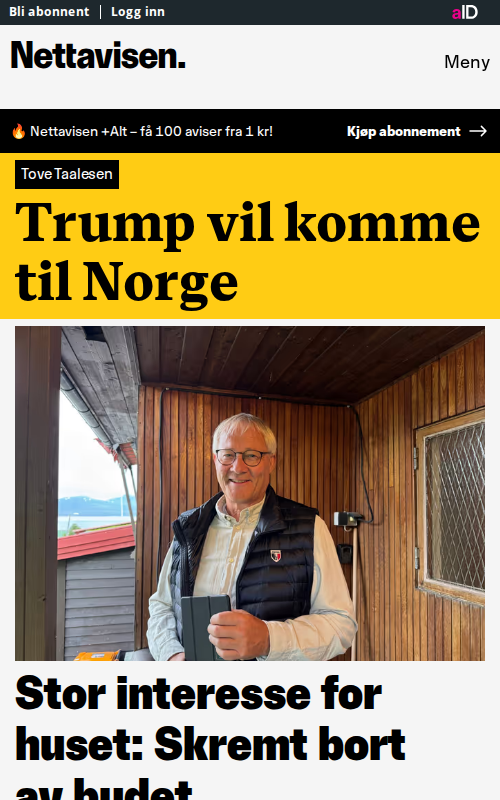 Bli abonnent
Logg inn
aID
Nettavisen.
Meny
Nettavisen +Alt – få 100 aviser fra 1 kr!
Kjøp abonnement
Tove Taalesen
Trump vil komme
til Norge
Stor interesse for
huset: Skremt bort
av budet